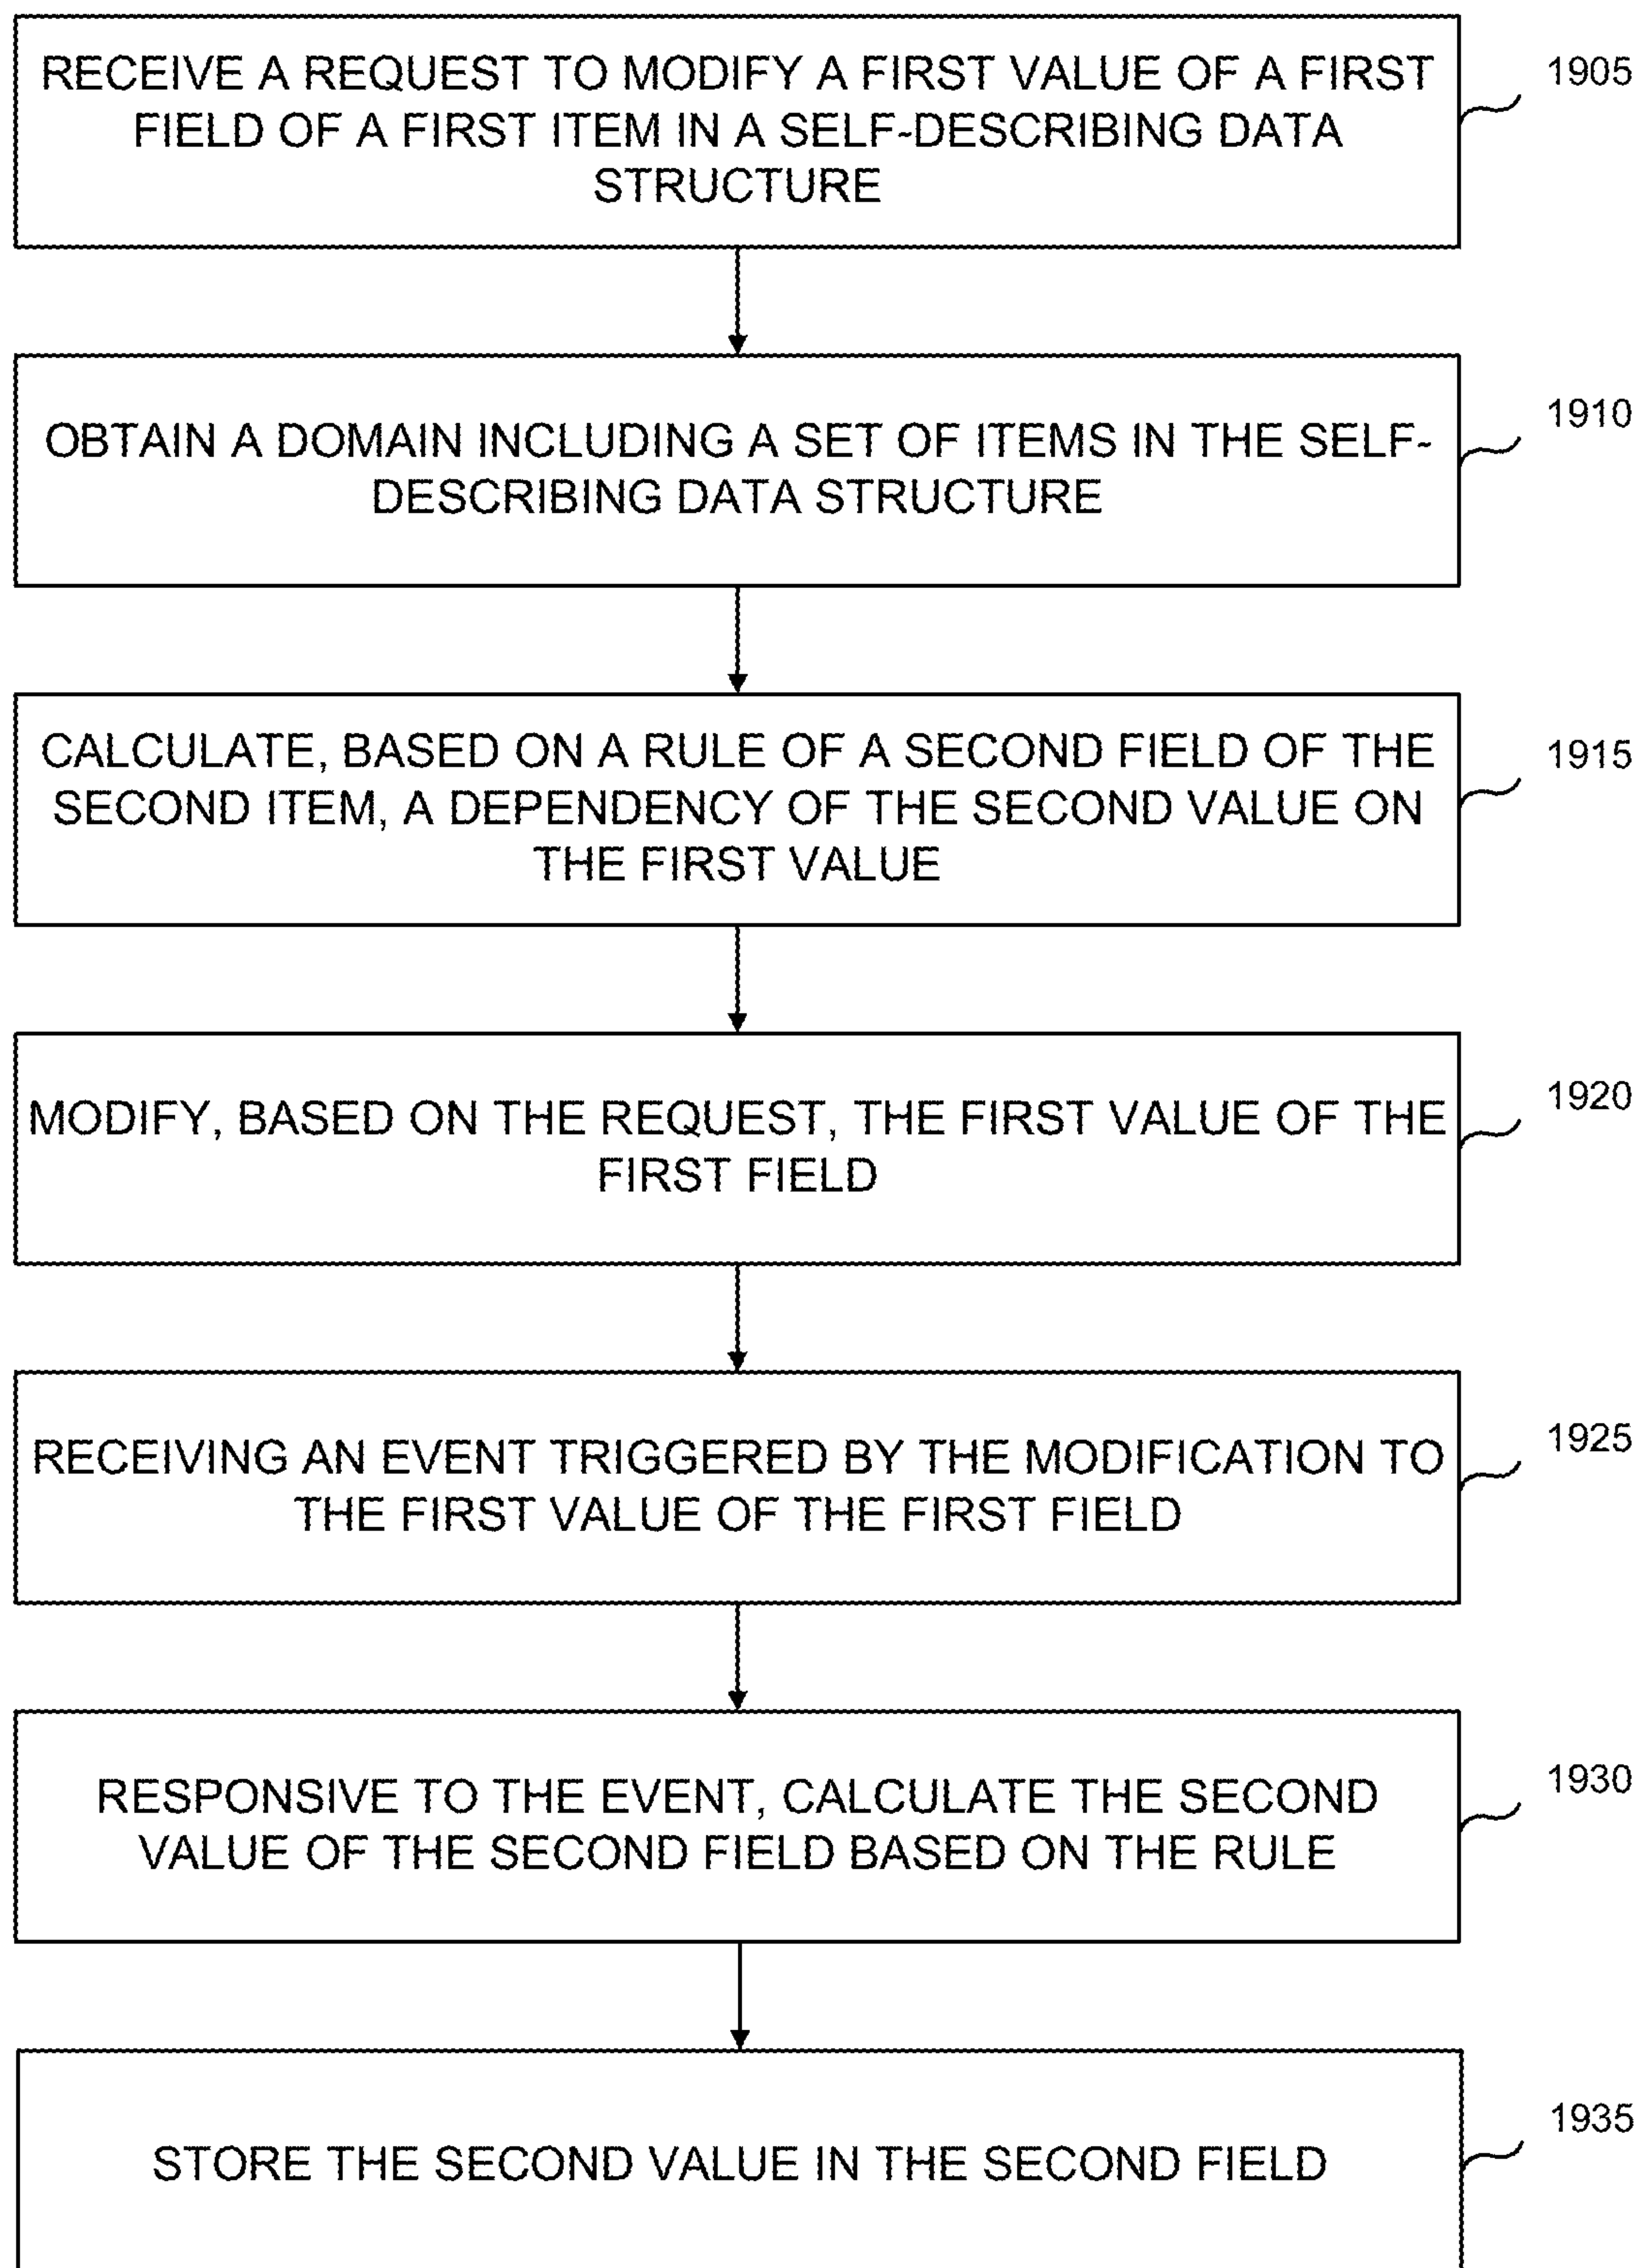 RECEIVE A REQUEST TO MODIFY A FIRST VALUE OF A FIRST
FIELD OF A FIRST ITEM IN A SELF-DESCRIBING DATA
STRUCTURE
1905
OBTAIN A DOMAIN INCLUDING A SET OF ITEMS IN THE SELF-
DESCRIBING DATA STRUCTURE
1910
CALCULATE, BASED ON A RULE OF A SECOND FIELD OF THE
SECOND ITEM, A DEPENDENCY OF THE SECOND VALUE ON
THE FIRST VALUE
1915
MODIFY, BASED ON THE REQUEST, THE FIRST VALUE OF THE
FIRST FIELD
1920
RECEIVING AN EVENT TRIGGERED BY THE MODIFICATION TO
THE FIRST VALUE OF THE FIRST FIELD
1925
RESPONSIVE TO THE EVENT, CALCULATE THE SECOND
VALUE OF THE SECOND FIELD BASED ON THE RULE
1930
STORE THE SECOND VALUE IN THE SECOND FIELD
1935